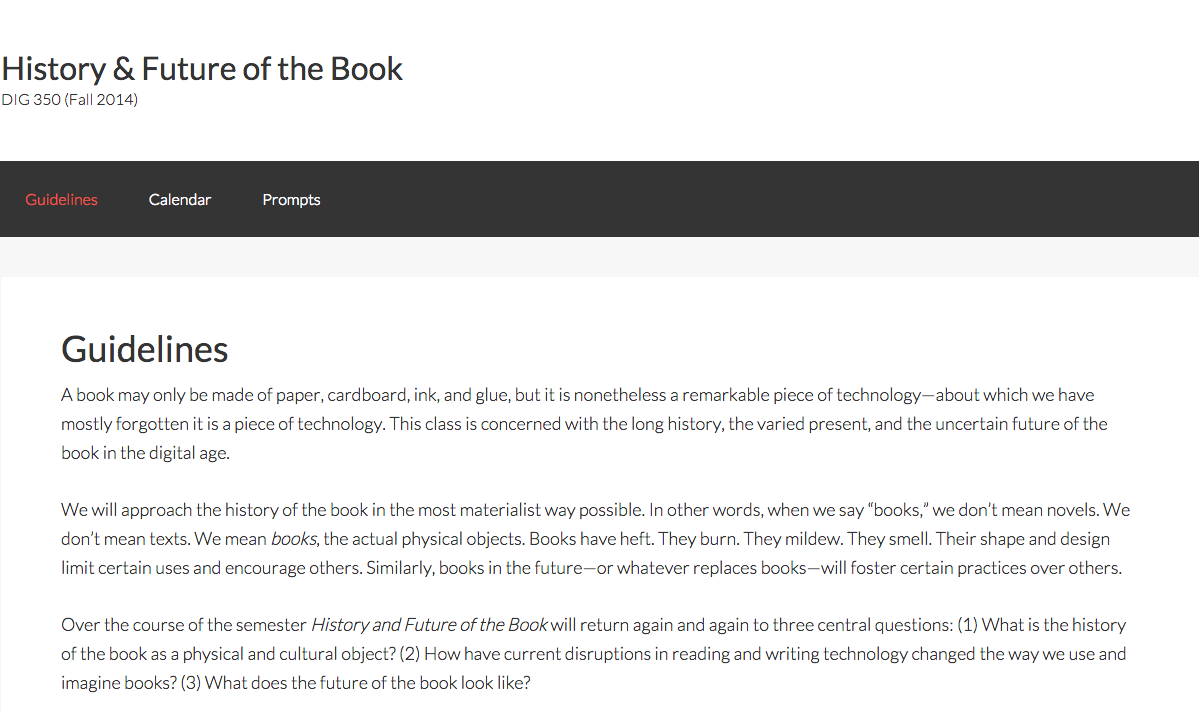 History & Future of the Book
DIG 350 (Fall 2014)
Guidelines Calendar Prompts
Guidelines
A book may only be made of paper, cardboard, ink, and glue, but it is nonetheless a remarkable piece of technology—about which we have
mostly forgotten it is a piece of technology. This class is concerned with the long history, the varied present, and the uncertain future of the
book in the digital age.
We will approach the history of the book in the most materialist way possible. In other words, when we say “books,” we don’t mean novels. We
don’t mean texts. We mean books, the actual physical objects. Books have heft. They burn. They mildew. They smell. Their shape and design
limit certain uses and encourage others. Similarly, books in the future—or whatever replaces books—will foster certain practices over others.
Over the course of the semester History and Future of the Book will return again and again to three central questions: (1) What is the history
of the book as a physical and cultural object? (2) How have current disruptions in reading and writing technology changed the way we use and
imagine books? (3) What does the future of the book look like?